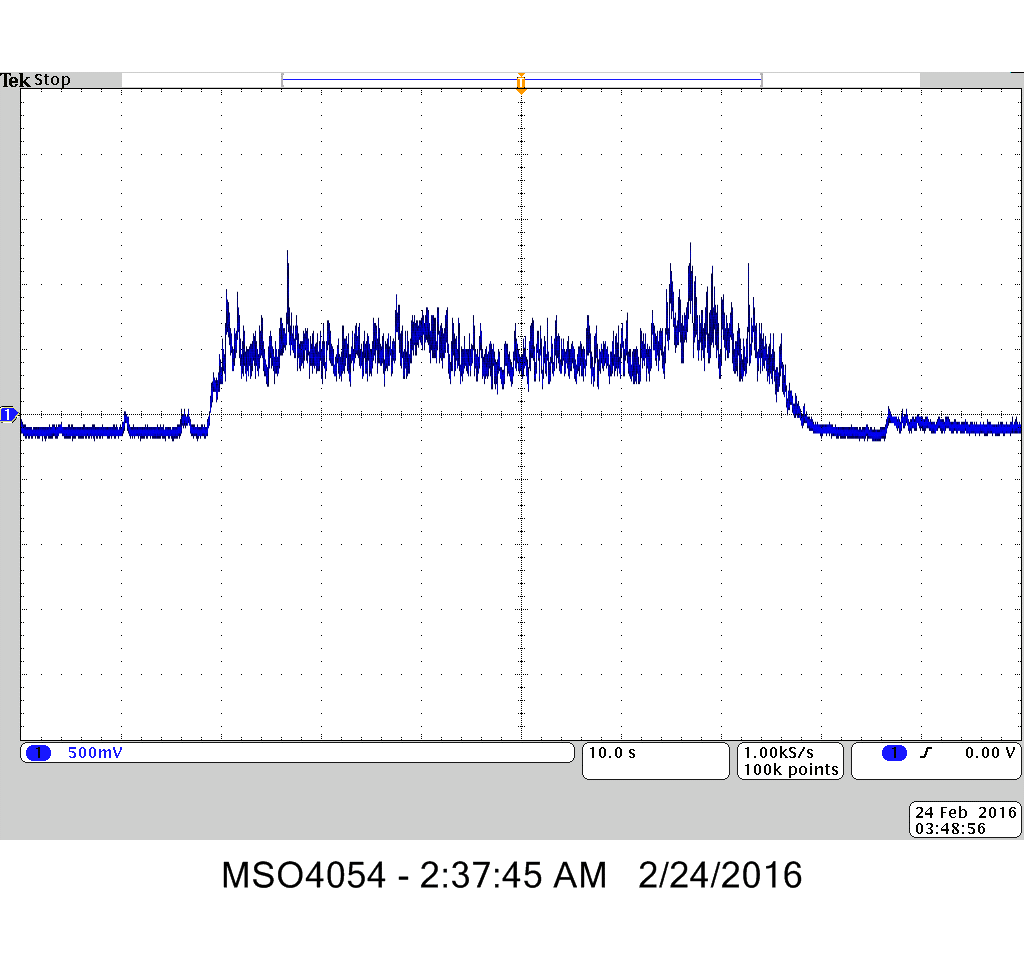 Tek Stop
T
1
1 500mV
10.0 s
1.00kS/s
100k points
1 0.00 V
24 Feb 2016
03:48:56
MSO4054 - 2:37:45 AM 2/24/2016